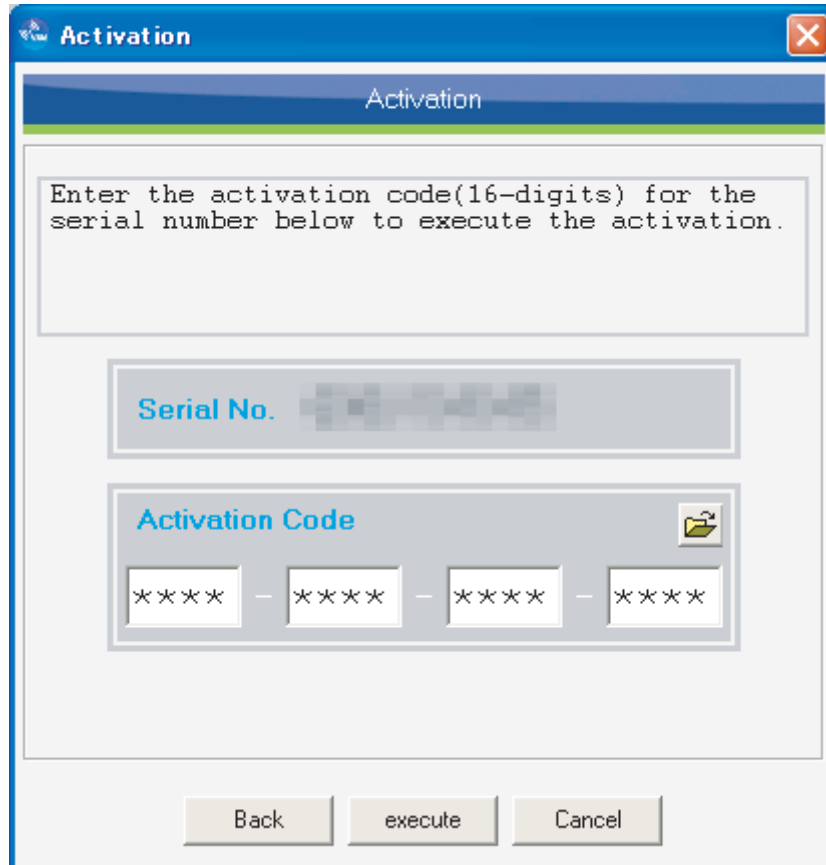 Activation
Activation
Enter the activation code(16-digits) for the
serial number below to execute the activation.
Serial No.
Activation Code
**** - **** - **** - ****
Back execute Cancel